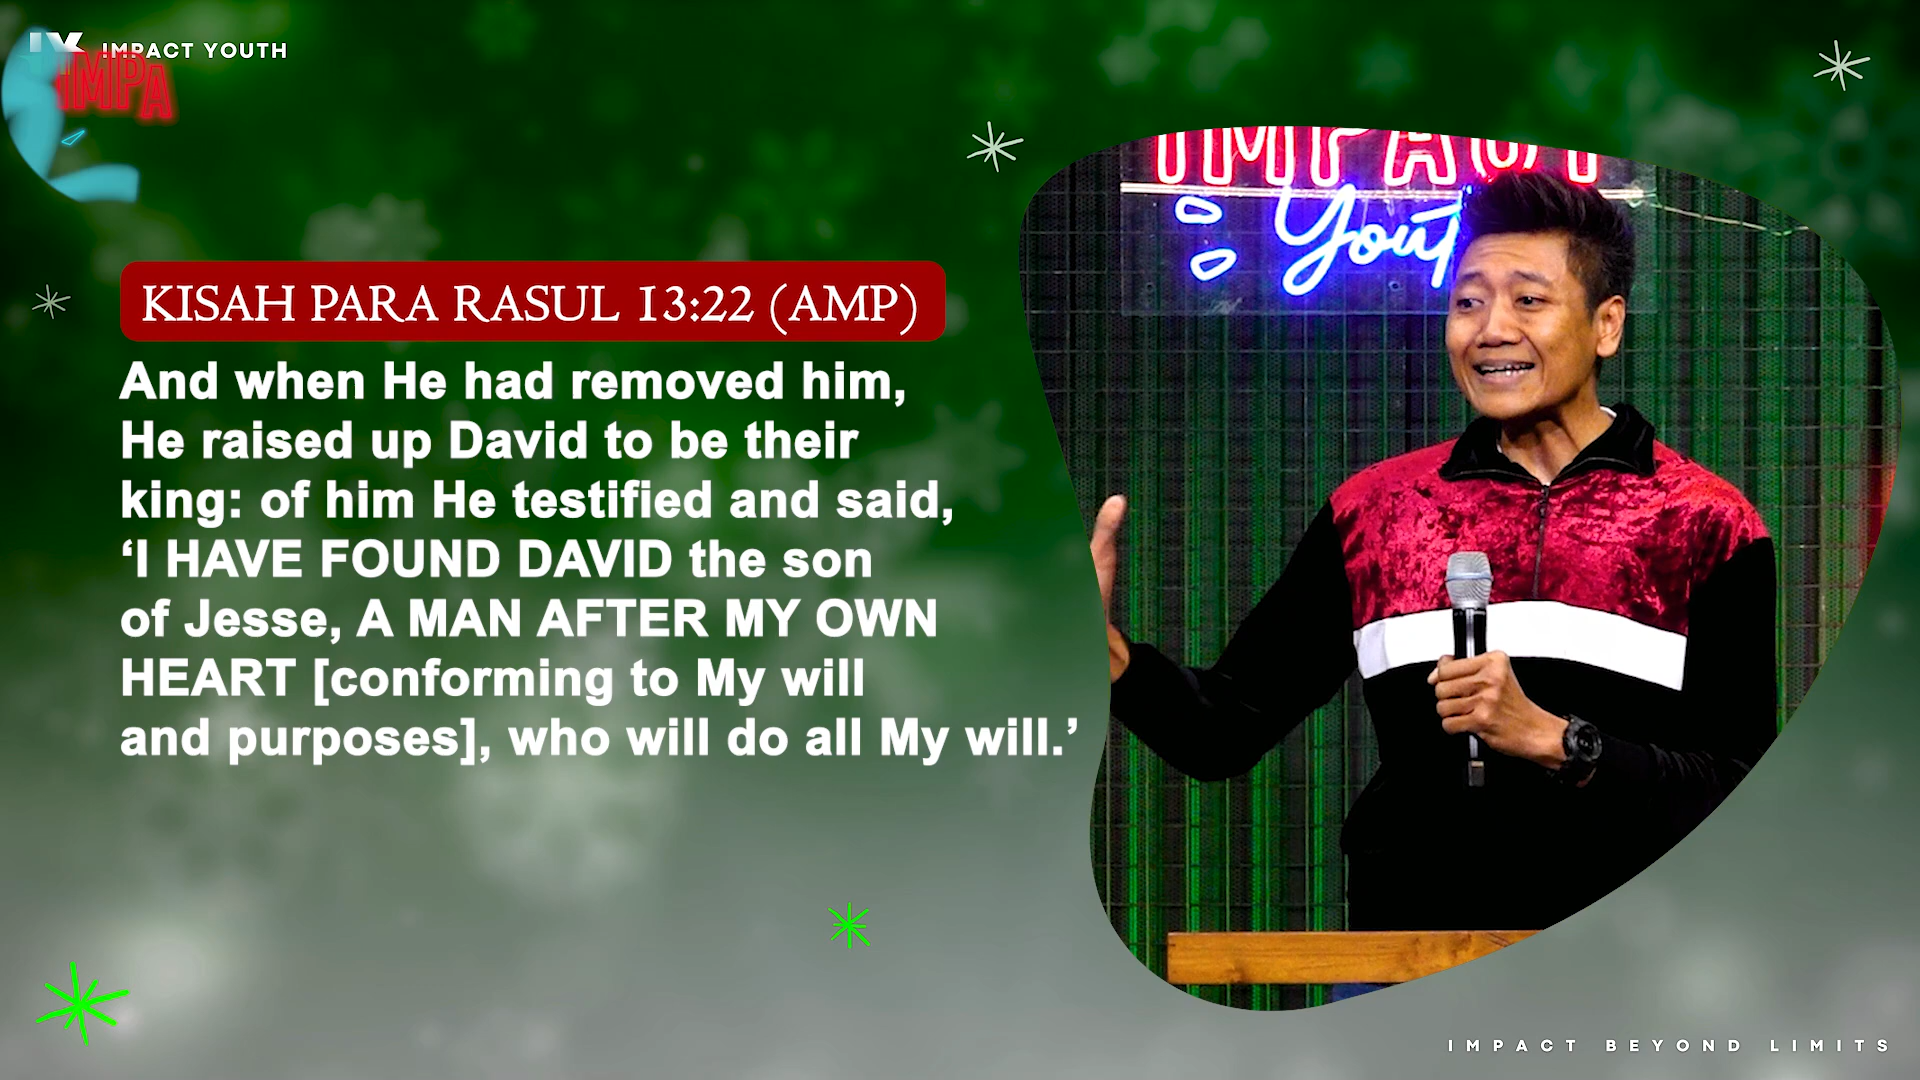 IMPACT YOUTH
IMPA
IMPACT
KISAH PARA RASUL 13:22 (AMP)
And when He had removed him,
He raised up David to be their
king: of him He testified and said,
‘I HAVE FOUND DAVID the son
of Jesse, A MAN AFTER MY OWN
HEART [conforming to My will
and purposes], who will do all My will.’
IMPACT BEYOND LIMITS